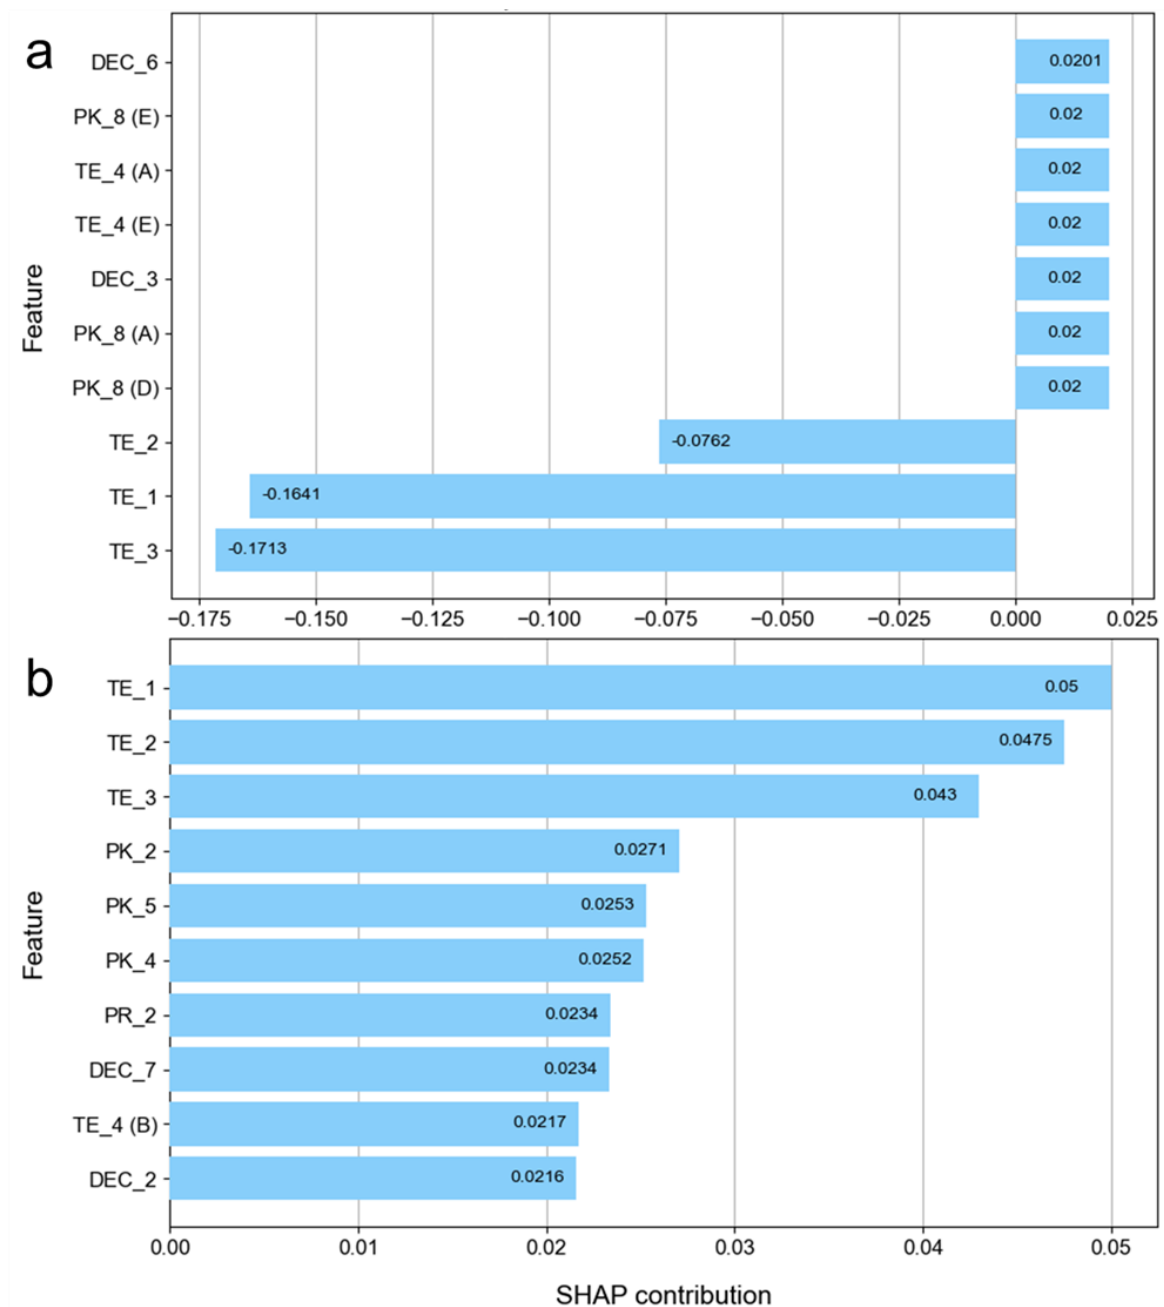 a
DEC_6
0.0201
PK_8 (E)
0.02
TE_4 (A)
0.02
TE_4 (E)
0.02
DEC_3
0.02
PK_8 (A)
0.02
PK_8 (D)
0.02
TE_2
-0.0762
TE_1
-0.1641
TE_3
-0.1713
Feature
−0.175 −0.150 −0.125 −0.100 −0.075 −0.050 −0.025 0.000 0.025
b
TE_1
0.05
TE_2
0.0475
TE_3
0.043
PK_2
0.0271
PK_5
0.0253
PK_4
0.0252
PR_2
0.0234
DEC_7
0.0234
TE_4 (B)
0.0217
DEC_2
0.0216
Feature
0.00 0.01 0.02 0.03 0.04 0.05
SHAP contribution